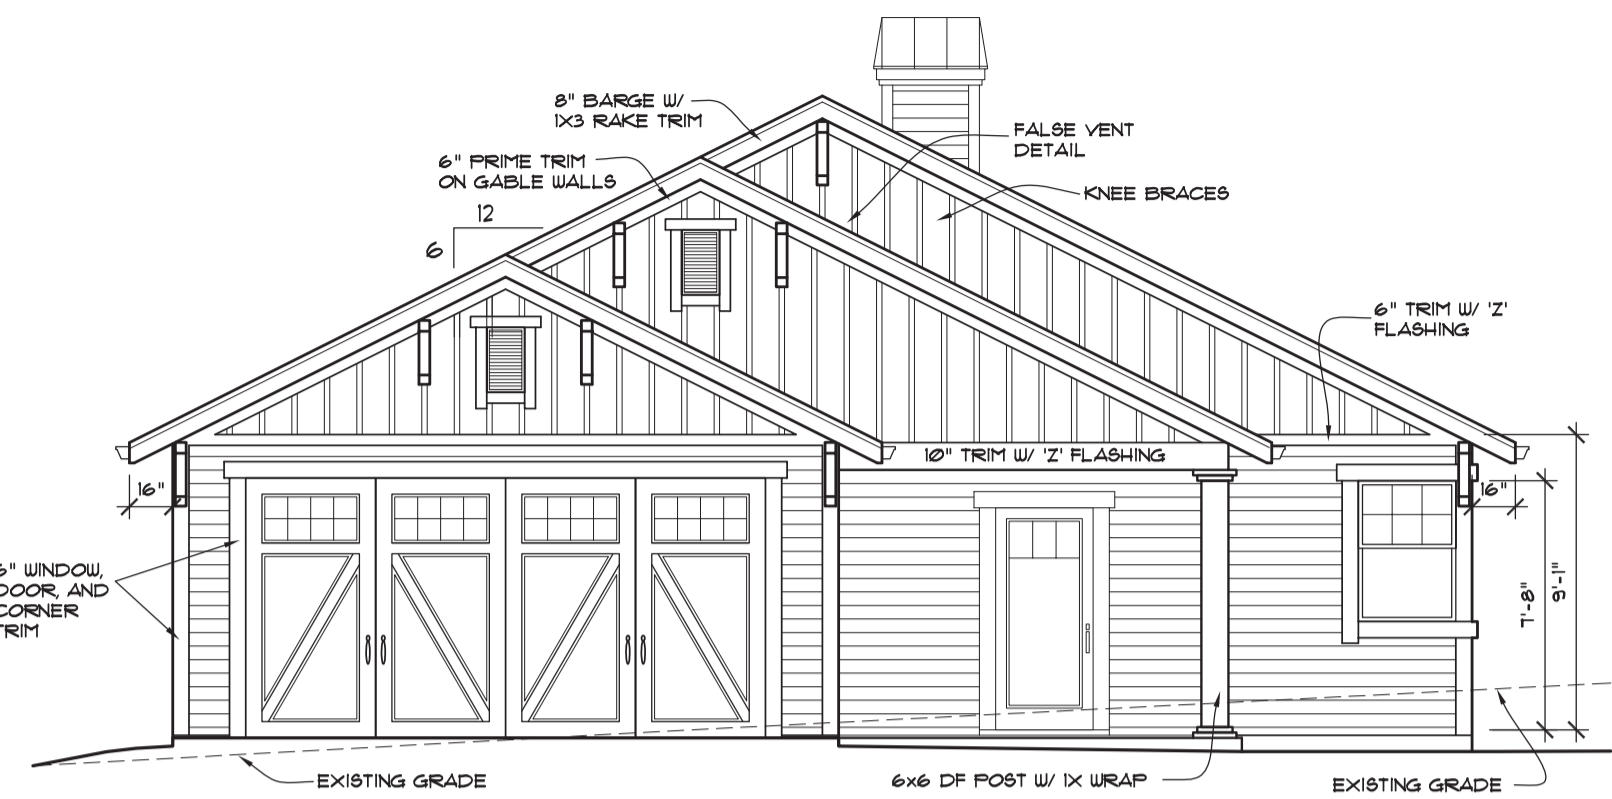 8" BARGE W/
1X3 RAKE TRIM
6" PRIME TRIM
ON GABLE WALLS
12
6
FALSE VENT
DETAIL
KNEE BRACES
6" TRIM W/ 'Z'
FLASHING
10" TRIM W/ 'Z' FLASHING
16"
16"
6" WINDOW,
DOOR, AND
CORNER
TRIM
7'-8"
9'-1"
EXISTING GRADE
6x6 DF POST W/ 1X WRAP
EXISTING GRADE